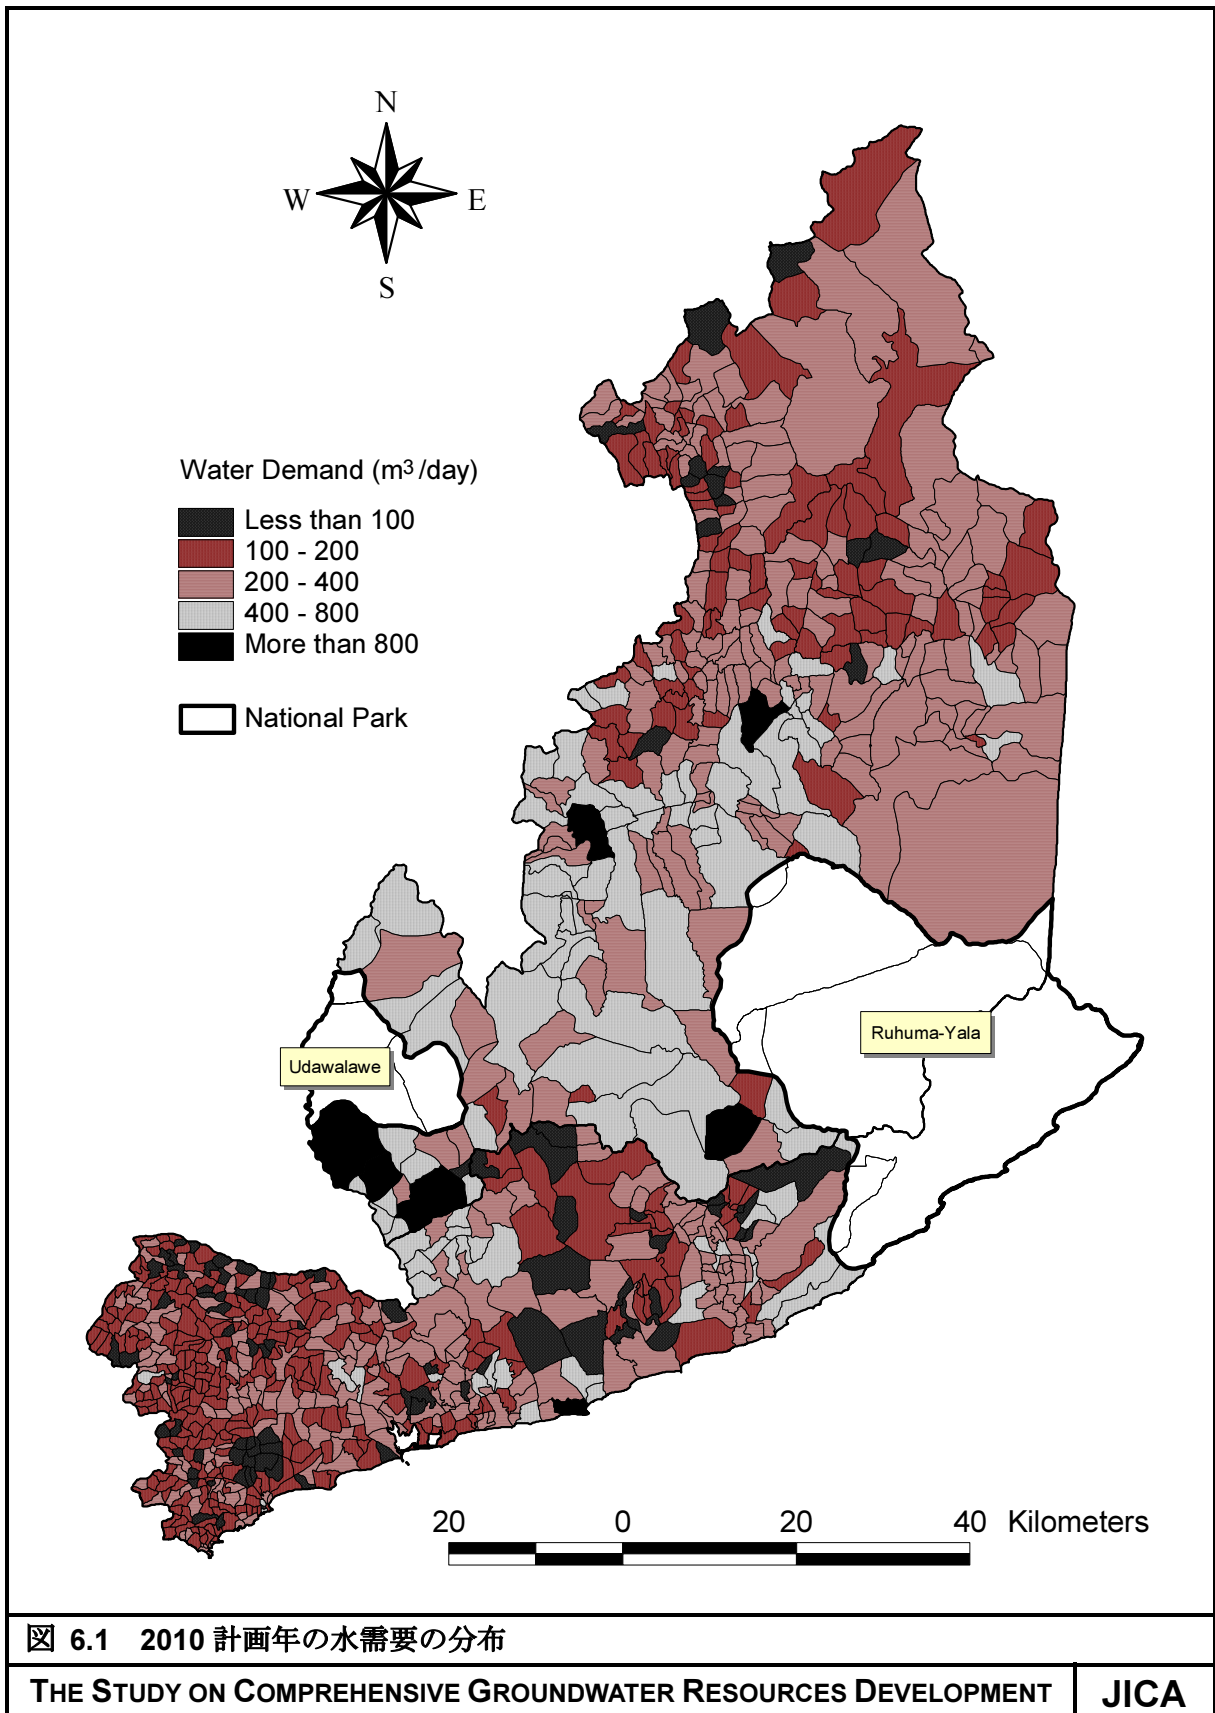 N
W E
S
Water Demand (m³/day)
Less than 100
100 - 200
200 - 400
400 - 800
More than 800
National Park
Ruhuma-Yala
Udawalawe
20 0 20 40 Kilometers
図 6.1 2010 計画年の水需要の分布
THE STUDY ON COMPREHENSIVE GROUNDWATER RESOURCES DEVELOPMENT
JICA